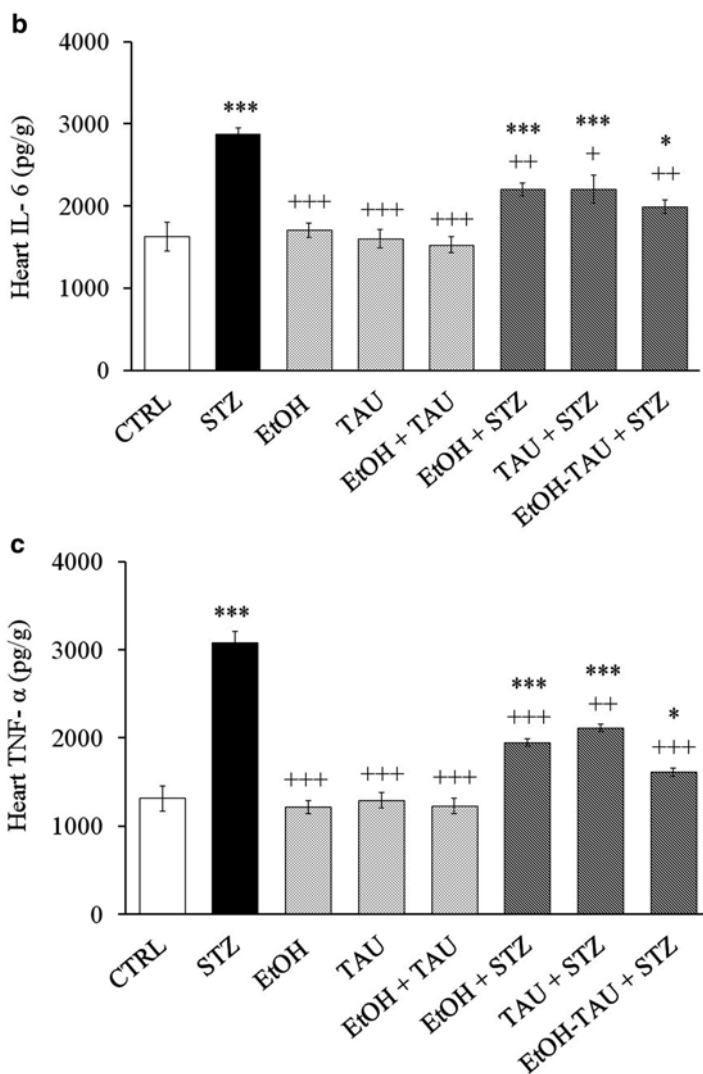 b
Heart IL- 6 (pg/g)
4000
3000
2000
1000
0
***
+++
+++
+++
***
++
***
+
*
++
CTRL
STZ
EtOH
TAU
EtOH + TAU
EtOH + STZ
TAU + STZ
EtOH-TAU + STZ
c
Heart TNF- α (pg/g)
4000
3000
2000
1000
0
***
+++
+++
+++
***
+++
***
++
*
+++
CTRL
STZ
EtOH
TAU
EtOH + TAU
EtOH + STZ
TAU + STZ
EtOH-TAU + STZ